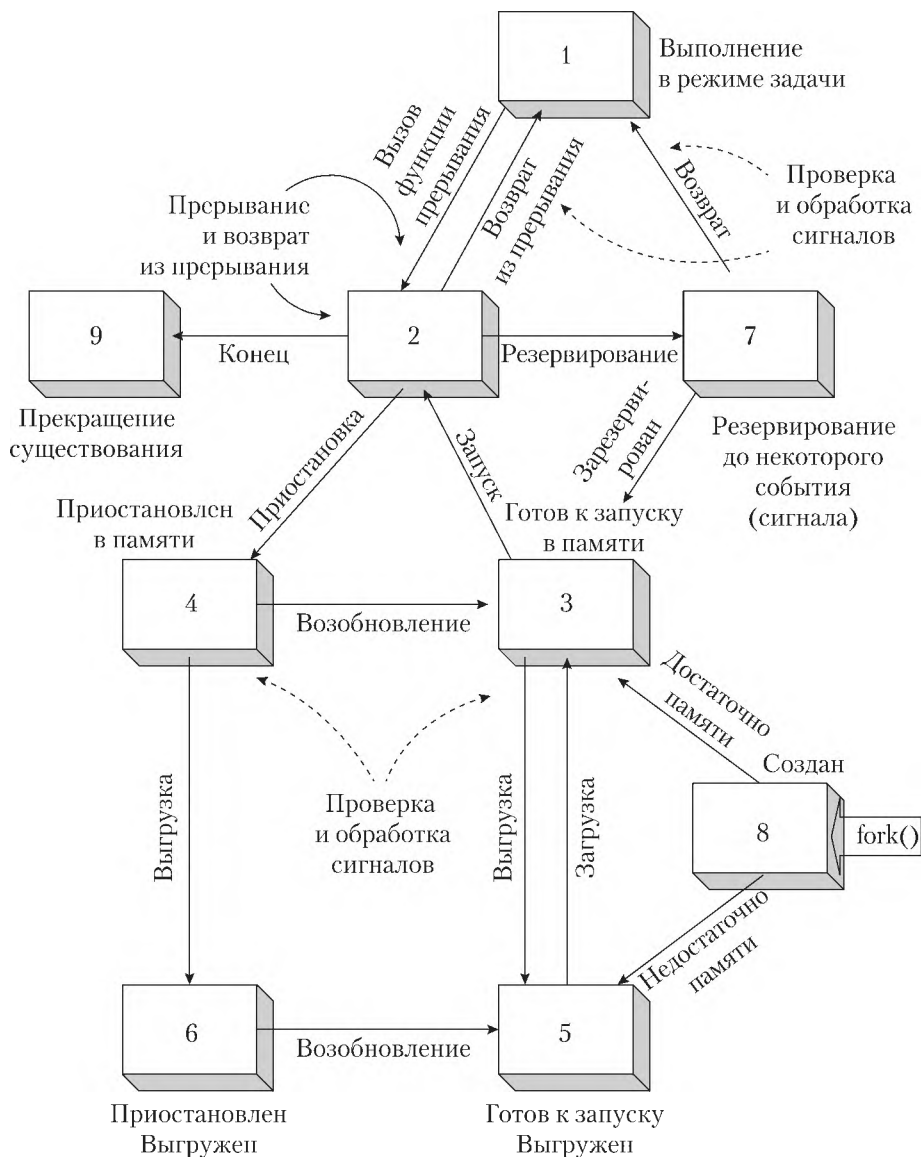 1
Выполнение
в режиме задачи
Вызов
функции
прерывания
Возврат
из прерывания
Возврат
Проверка
и обработка
сигналов
Прерывание
и возврат
из прерывания
9
Конец
2
Резервирование
7
Прекращение
существования
Приостановка
Запуск
Зарезерви-
рован
Резервирование
до некоторого
события
(сигнала)
Приостановлен
в памяти
Готов к запуску
в памяти
4
Возобновление
3
Достаточно
памяти
Создан
Выгрузка
Проверка
и обработка
сигналов
Выгрузка
Загрузка
8
fork()
Недостаточно
памяти
6
Возобновление
5
Приостановлен
Выгружен
Готов к запуску
Выгружен